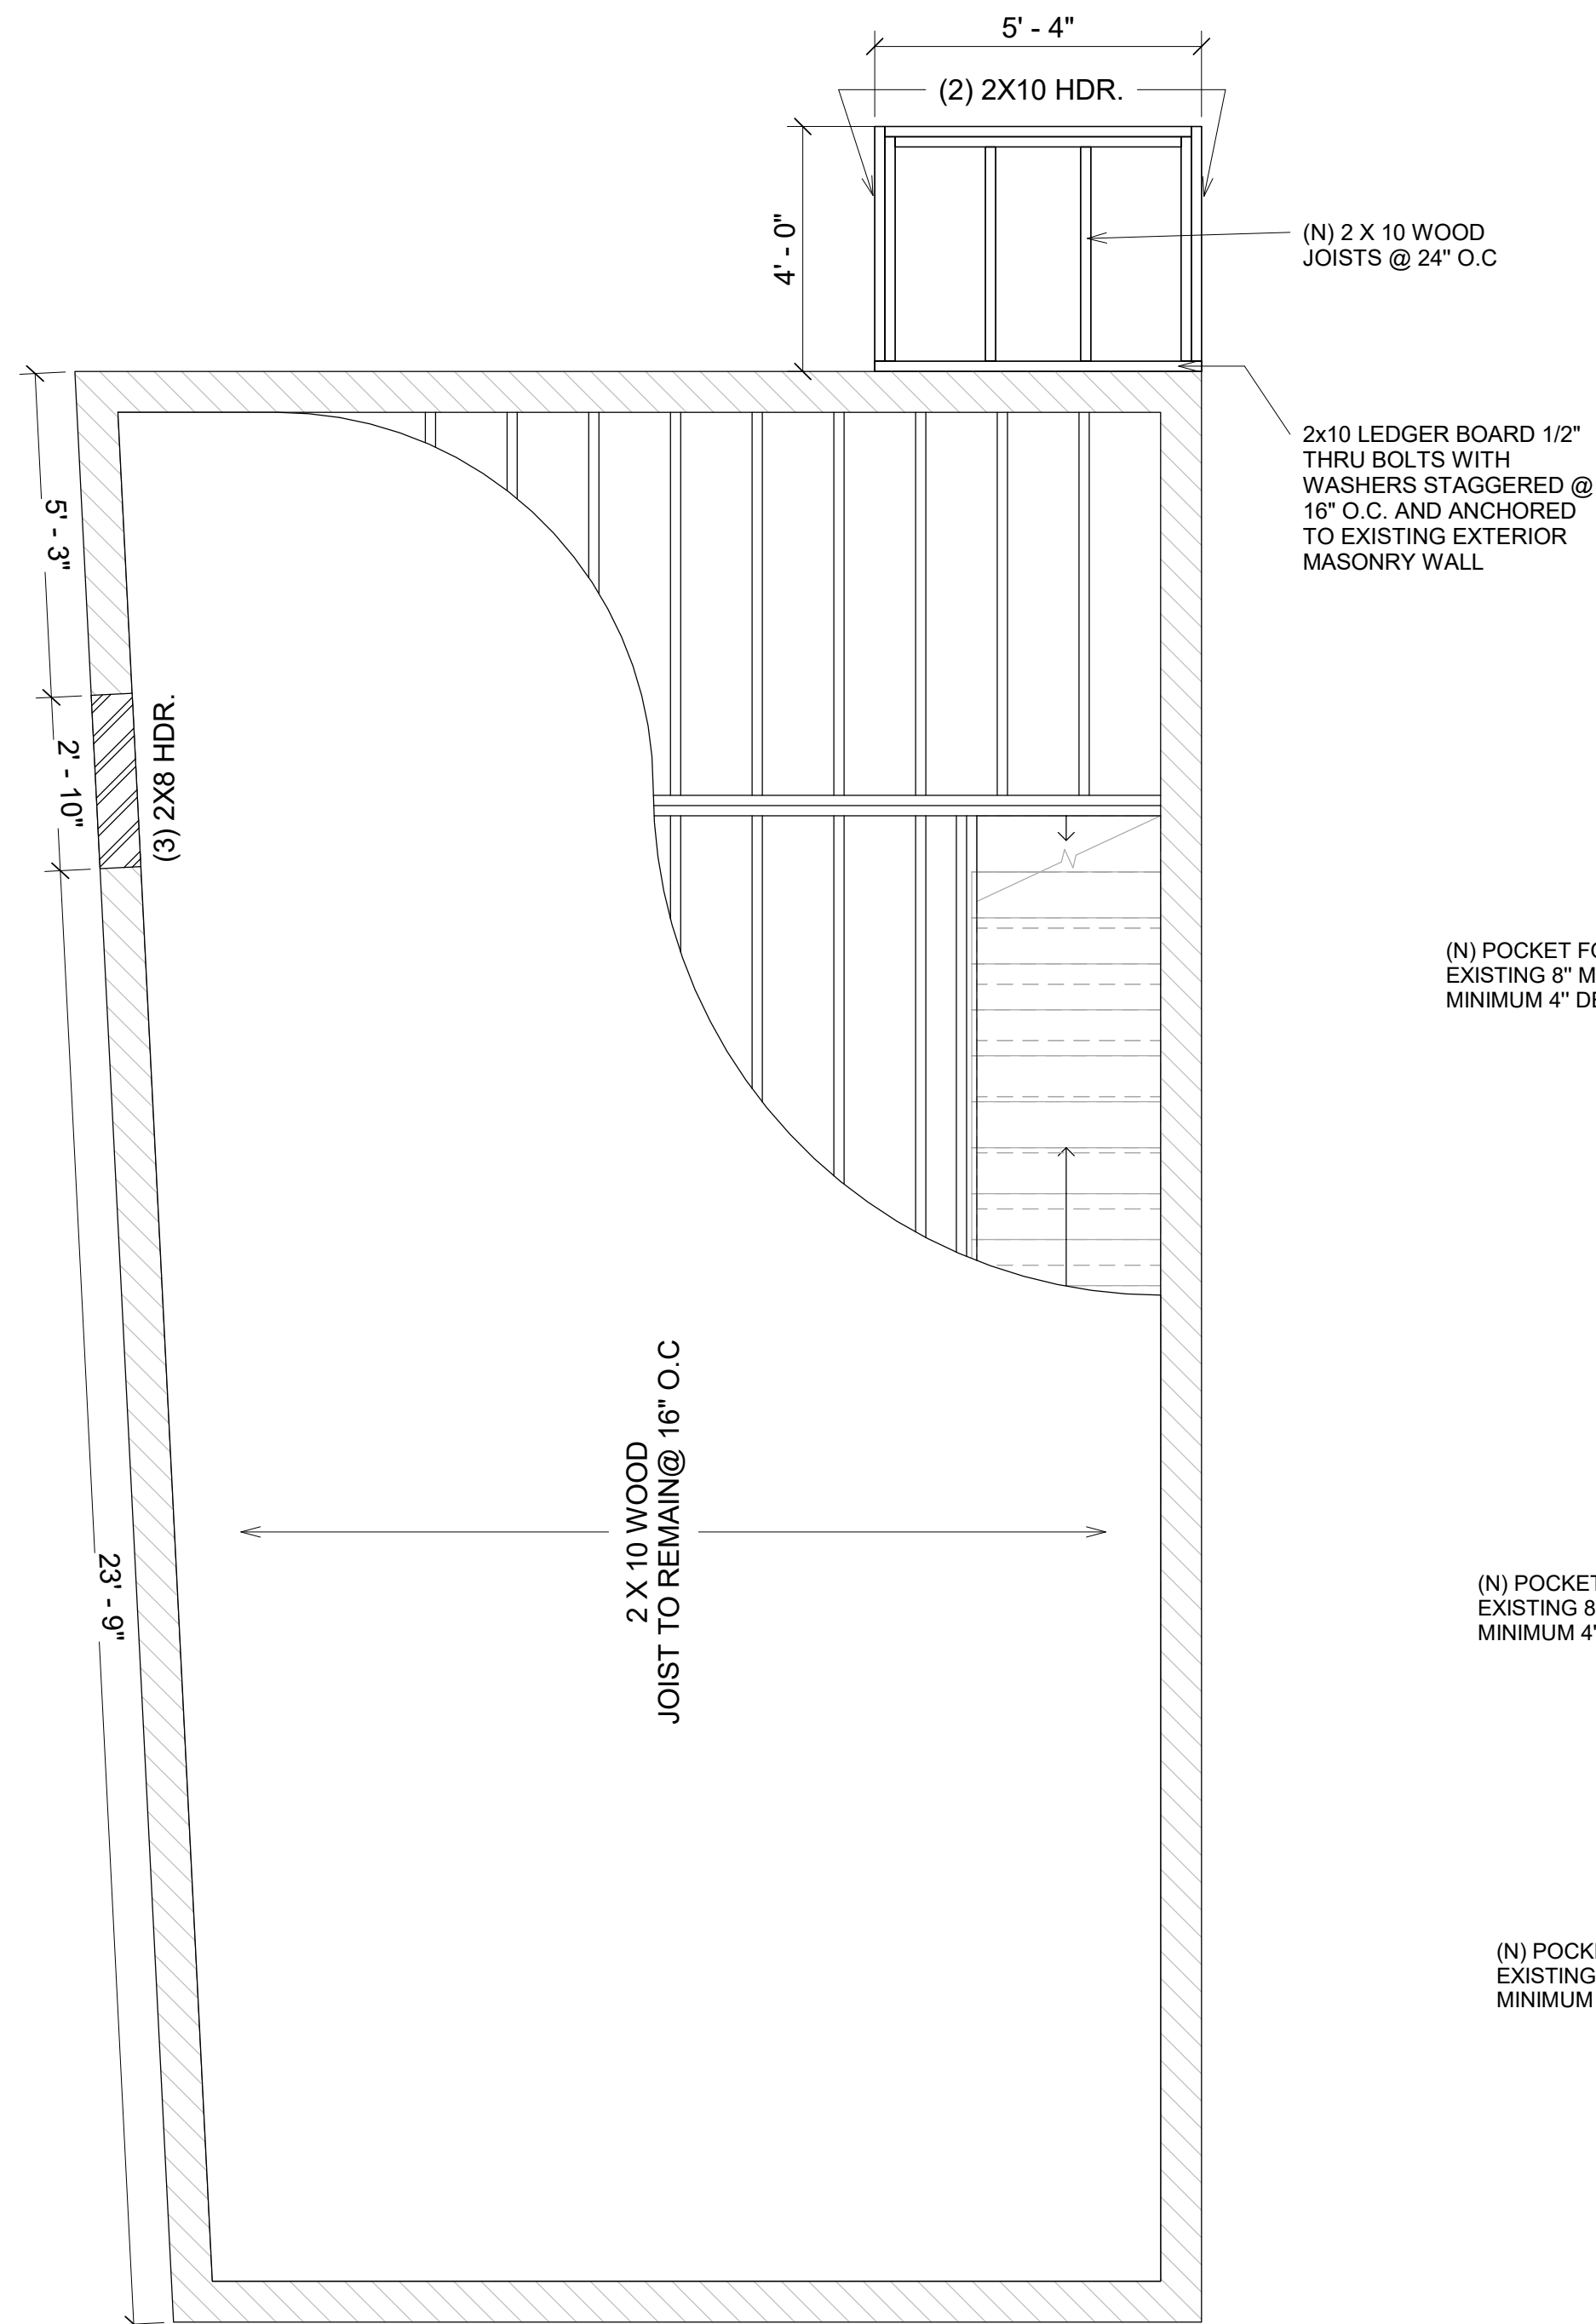 5' - 4"
(2) 2X10 HDR.
4' - 0"
(N) 2 X 10 WOOD
JOISTS @ 24" O.C
2x10 LEDGER BOARD 1/2"
THRU BOLTS WITH
WASHERS STAGGERED @
16" O.C. AND ANCHORED
TO EXISTING EXTERIOR
MASONRY WALL
5' - 3"
2' - 10"
(3) 2X8 HDR.
(N) POCKET
EXISTING 8"
MINIMUM 4"
2 X 10 WOOD
JOIST TO REMAIN@ 16" O.C
23' - 9"
(N) POCKET
EXISTING 8
MINIMUM 4"
(N)
EXISTING
MINIMUM